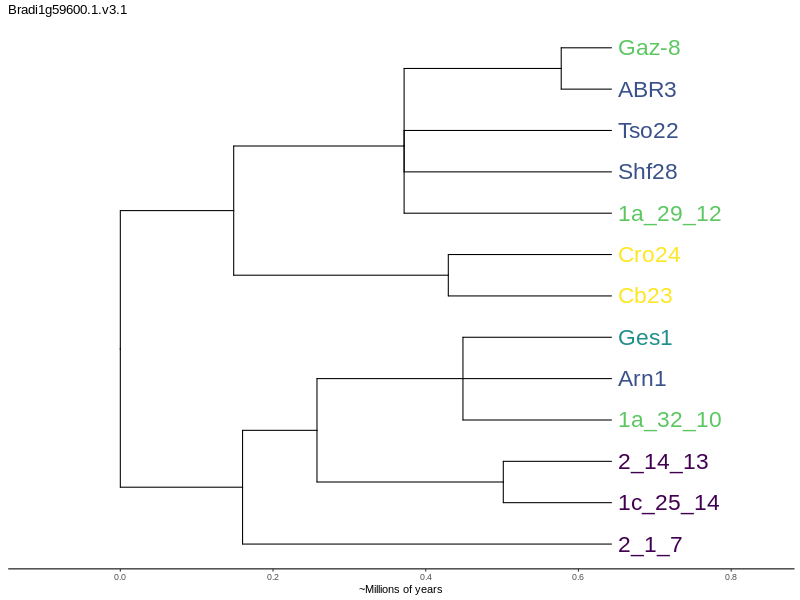 Bradi1g59600.1.v3.1
Gaz-8
ABR3
Tso22
Shf28
1a_29_12
Cro24
Cb23
Ges1
Arn1
1a_32_10
2_14_13
1c_25_14
2_1_7
0.0 0.2 0.4 0.6 0.8
~Millions of years